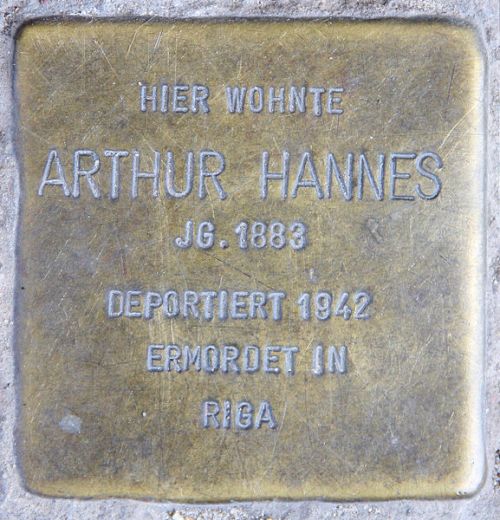 HIER WOHNTE
ARTHUR HANNES
JG. 1883
DEPORTIERT 1942
ERMORDET IN
RIGA